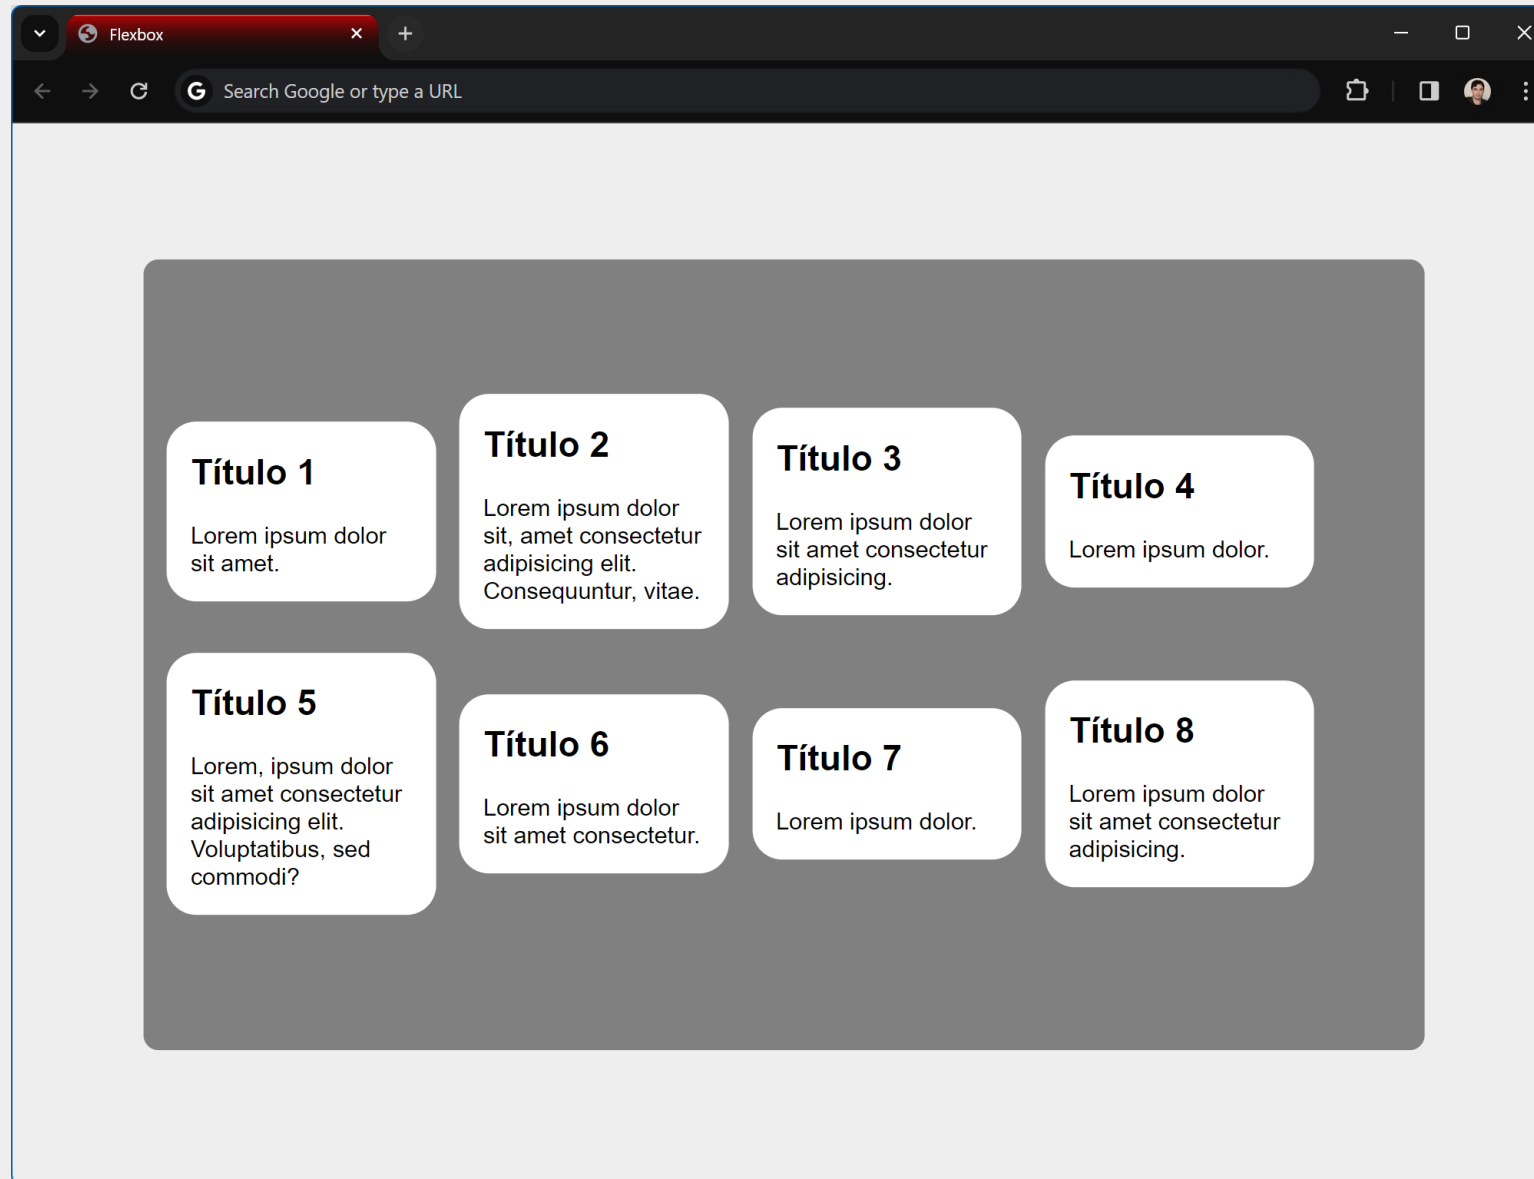 Flexbox
Search Google or type a URL
Título 1
Lorem ipsum dolor
sit amet.
Título 2
Lorem ipsum dolor
sit, amet consectetur
adipisicing elit.
Consequuntur, vitae.
Título 3
Lorem ipsum dolor
sit amet consectetur
adipisicing.
Título 4
Lorem ipsum dolor.
Título 5
Lorem, ipsum dolor
sit amet consectetur
adipisicing elit.
Voluptatibus, sed
commodi?
Título 6
Lorem ipsum dolor
sit amet consectetur.
Título 7
Lorem ipsum dolor.
Título 8
Lorem ipsum dolor
sit amet consectetur
adipisicing.